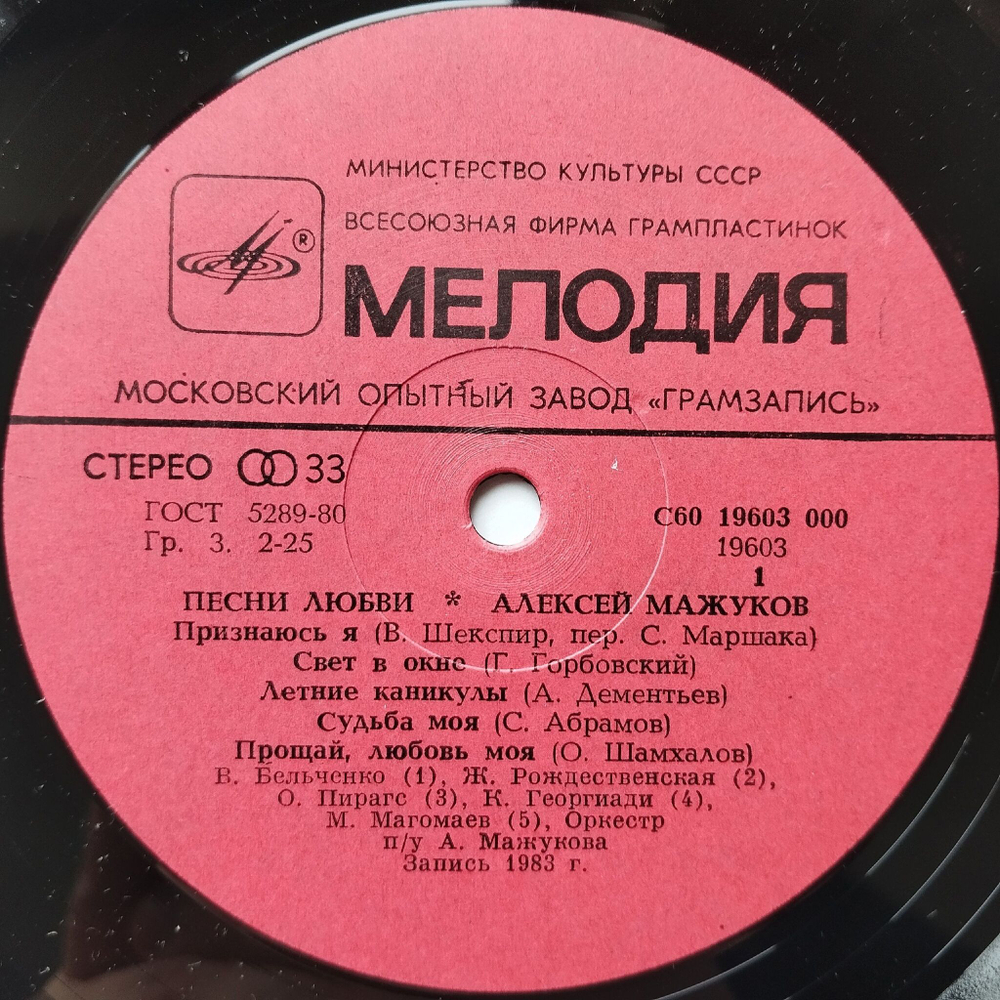 МИНИСТЕРСТВО КУЛЬТУРЫ СССР
ВСЕСОЮЗНАЯ ФИРМА ГРАМПЛАСТИНОК
®
МЕЛОДИЯ
МОСКОВСКИЙ ОПЫТНЫЙ ЗАВОД «ГРАМЗАПИСЬ»
СТЕРЕО 33
ГОСТ 5289-80
Гр. 3. 2-25
С60 19603 000
19603
1
ПЕСНИ ЛЮБВИ * АЛЕКСЕЙ МАЖУКОВ
Признаюсь я (В. Шекспир, пер. С. Маршака)
Свет в окне (Г. Горбовский)
Летние каникулы (А. Дементьев)
Судьба моя (С. Абрамов)
Прощай, любовь моя (О. Шамхалов)
В. Бельченко (1), Ж. Рождественская (2),
О. Пирагс (3), К. Георгиади (4),
М. Магомаев (5), Оркестр
п/у А. Мажукова
Запись 1983 г.